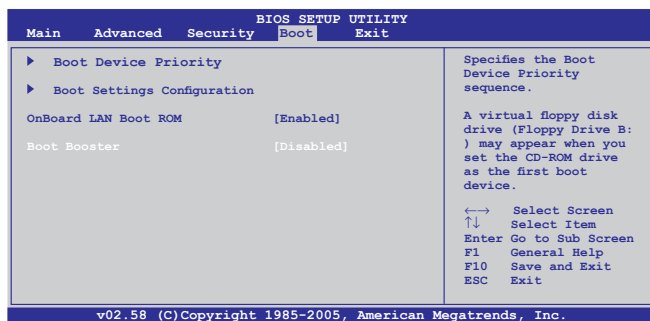 BIOS SETUP UTILITY
Main Advanced Security Boot Exit
Boot Device Priority
Boot Settings Configuration
OnBoard LAN Boot ROM [Enabled]
Boot Booster [Disabled]
Specifies the Boot
Device Priority
sequence.
A virtual floppy disk
drive (Floppy Drive B:
) may appear when you
set the CD-ROM drive
as the first boot
device.
←→ Select Screen
↑↓ Select Item
Enter Go to Sub Screen
F1 General Help
F10 Save and Exit
ESC Exit
v02.58 (C)Copyright 1985-2005, American Megatrends, Inc.